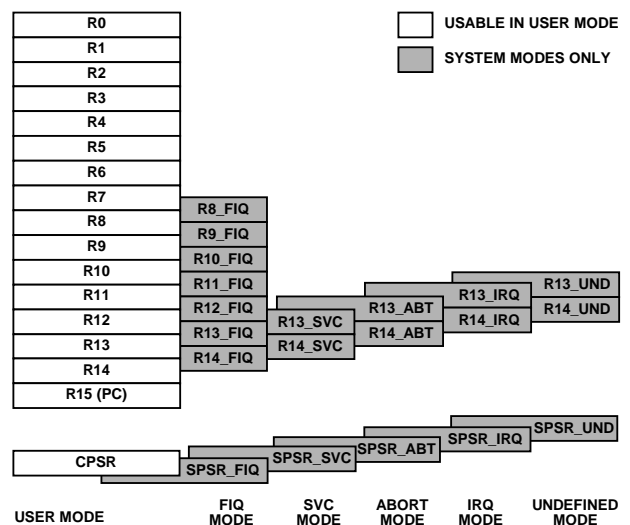 R0
R1
R2
R3
R4
R5
R6
R7
R8
R9
R10
R11
R12
R13
R14
R15 (PC)
R8_FIQ
R9_FIQ
R10_FIQ
R11_FIQ
R12_FIQ
R13_FIQ
R14_FIQ
R13_SVC
R14_SVC
R13_ABT
R14_ABT
R13_IRQ
R14_IRQ
R13_UND
R14_UND
USABLE IN USER MODE
SYSTEM MODES ONLY
CPSR
SPSR_FIQ
SPSR_SVC
SPSR_ABT
SPSR_IRQ
SPSR_UND
USER MODE
FIQ
MODE
SVC
MODE
ABORT
MODE
IRQ
MODE
UNDEFINED
MODE